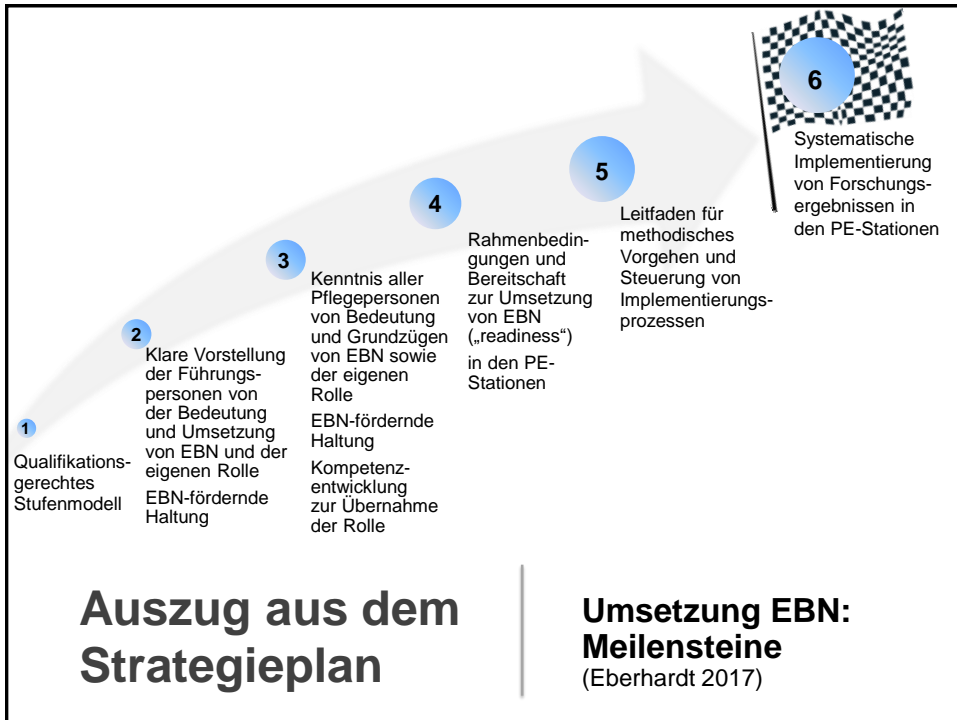 1
Qualifikations-
gerechtes
Stufenmodell
2
Klare Vorstellung
der Führungs-
personen von
der Bedeutung
und Umsetzung
von EBN und der
eigenen Rolle
EBN-fördernde
Haltung
3
Kenntnis aller
Pflegepersonen
von Bedeutung
und Grundzügen
von EBN sowie
der eigenen
Rolle
EBN-fördernde
Haltung
Kompetenz-
entwicklung
zur Übernahme
der Rolle
4
Rahmenbedin-
gungen und
Bereitschaft
zur Umsetzung
von EBN
(„readiness“)
in den PE-
Stationen
5
Leitfaden für
methodisches
Vorgehen und
Steuerung von
Implementierungs-
prozessen
6
Systematische
Implementierung
von Forschungs-
ergebnissen in
den PE-Stationen
Auszug aus dem
Strategieplan
Umsetzung EBN:
Meilensteine
(Eberhardt 2017)